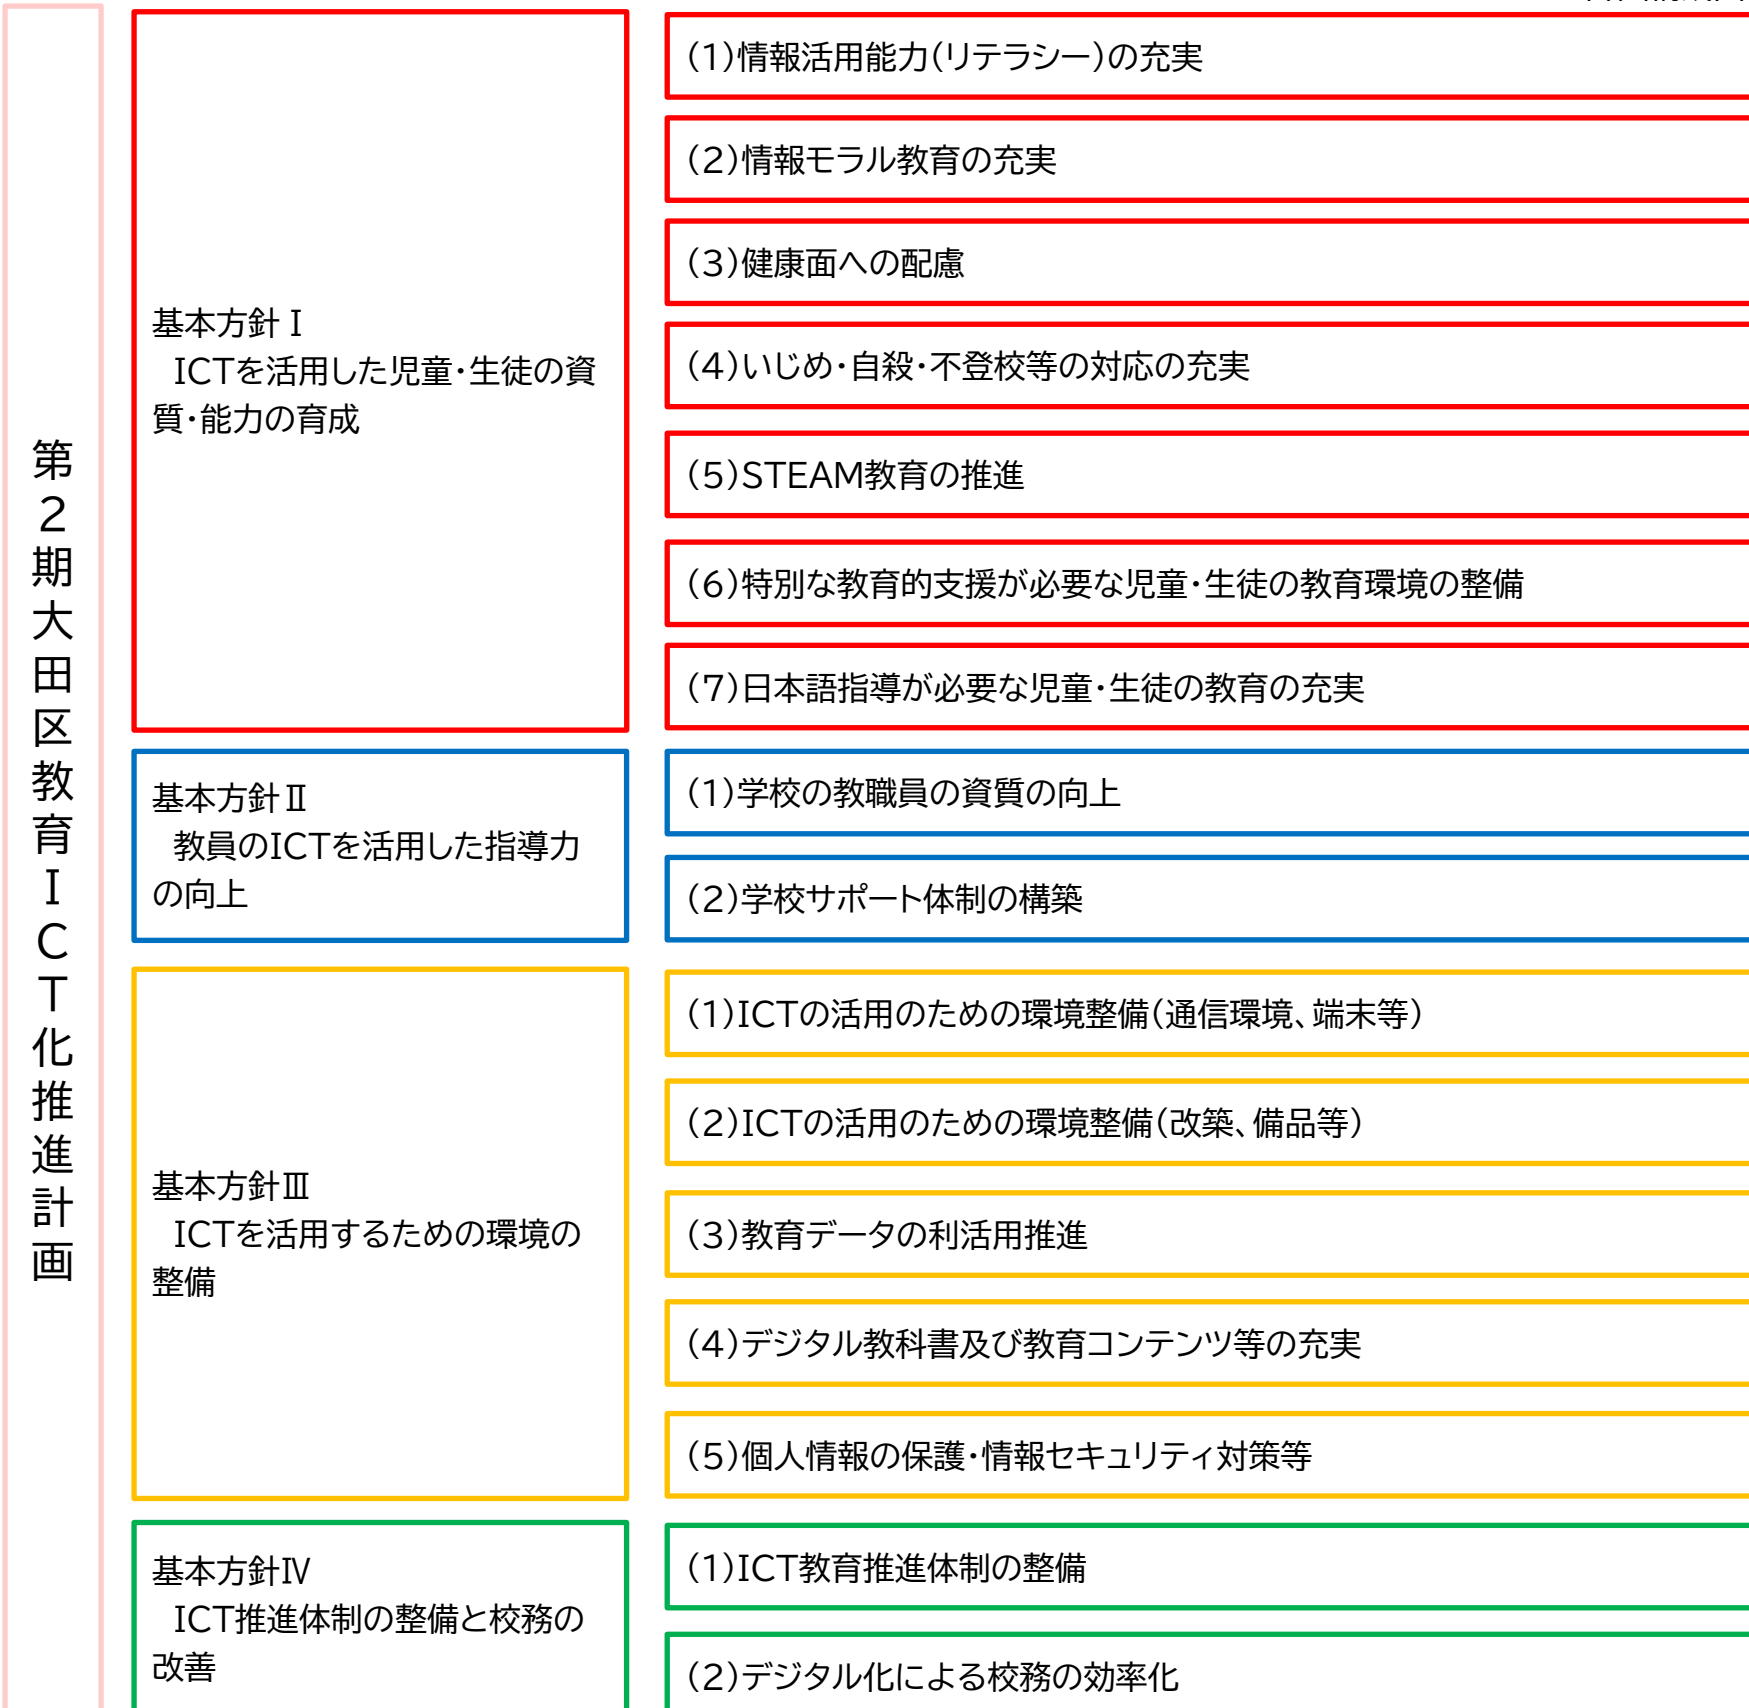 第2期大田区教育ICT化推進計画
基本方針Ⅰ
ICTを活用した児童・生徒の資
質・能力の育成
(1)情報活用能力(リテラシー)の充実
(2)情報モラル教育の充実
(3)健康面への配慮
(4)いじめ・自殺・不登校等の対応の充実
(5)STEAM教育の推進
(6)特別な教育的支援が必要な児童・生徒の教育環境の整備
(7)日本語指導が必要な児童・生徒の教育の充実
基本方針Ⅱ
教員のICTを活用した指導力
の向上
(1)学校の教職員の資質の向上
(2)学校サポート体制の構築
基本方針Ⅲ
ICTを活用するための環境の
整備
(1)ICTの活用のための環境整備(通信環境、端末等)
(2)ICTの活用のための環境整備(改築、備品等)
(3)教育データの利活用推進
(4)デジタル教科書及び教育コンテンツ等の充実
(5)個人情報の保護・情報セキュリティ対策等
基本方針Ⅳ
ICT推進体制の整備と校務の
改善
(1)ICT教育推進体制の整備
(2)デジタル化による校務の効率化